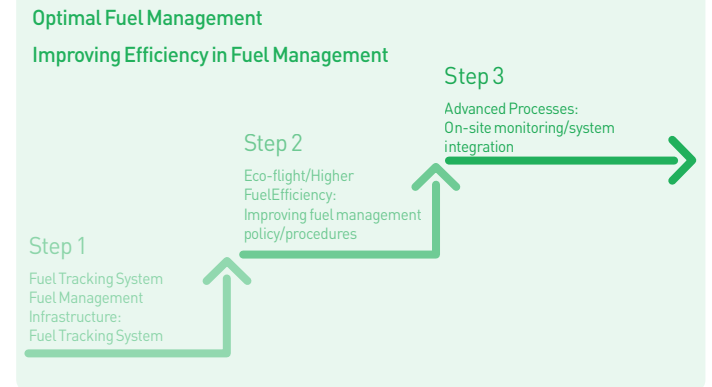 Optimal Fuel Management
Improving Efficiency in Fuel Management
Step 1
Fuel Tracking System
Fuel Management
Infrastructure:
Fuel Tracking System
Step 2
Eco-flight/Higher
FuelEfficiency:
Improving fuel management
policy/procedures
Step 3
Advanced Processes:
On-site monitoring/system
integration